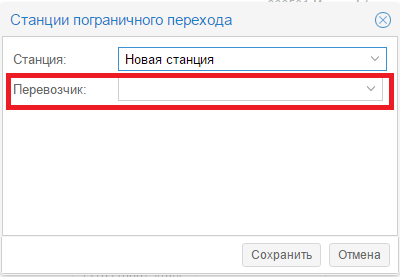 Станции пограничного перехода
Станция: Новая станция
Перевозчик:
Сохранить Отмена